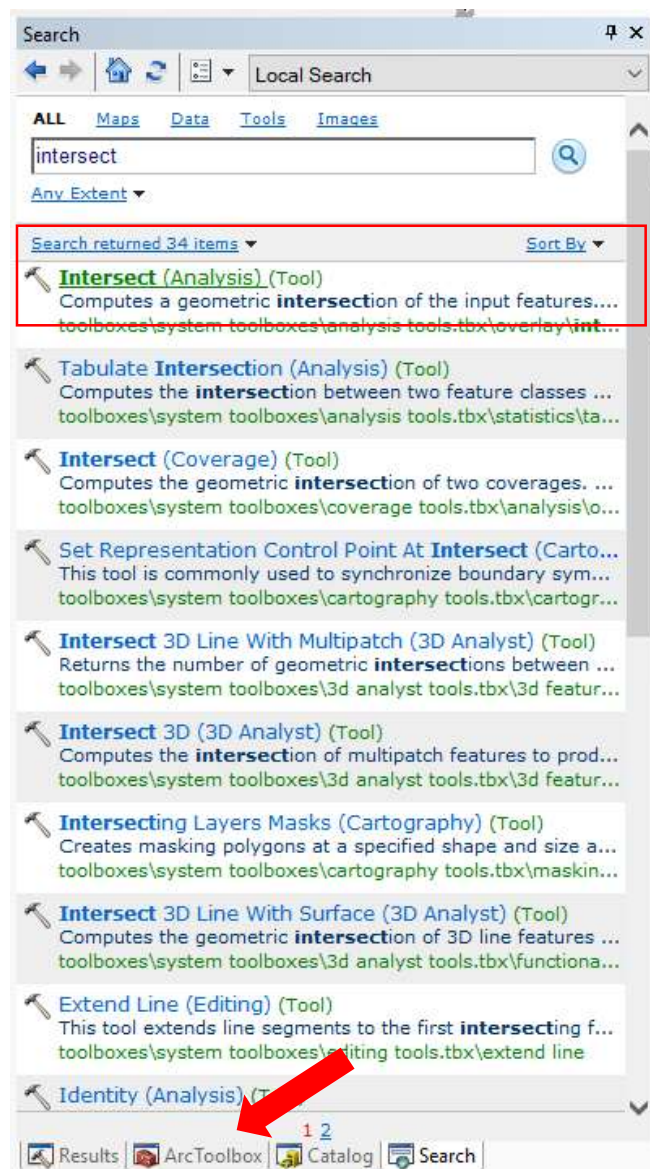 Search
Local Search
ALL Maps Data Tools Images
intersect
Any Extent
Search returned 34 items Sort By
Intersect (Analysis) (Tool)
Computes a geometric intersection of the input features....
toolboxes\system toolboxes\analysis tools.tbx\overlay\int...
Tabulate Intersection (Analysis) (Tool)
Computes the intersection between two feature classes ...
toolboxes\system toolboxes\analysis tools.tbx\statistics\ta...
Intersect (Coverage) (Tool)
Computes the geometric intersection of two coverages. ...
toolboxes\system toolboxes\coverage tools.tbx\analysis\o...
Set Representation Control Point At Intersect (Carto...
This tool is commonly used to synchronize boundary sym...
toolboxes\system toolboxes\cartography tools.tbx\cartogr...
Intersect 3D Line With Multipatch (3D Analyst) (Tool)
Returns the number of geometric intersections between ...
toolboxes\system toolboxes\3d analyst tools.tbx\3d featur...
Intersect 3D (3D Analyst) (Tool)
Computes the intersection of multipatch features to prod...
toolboxes\system toolboxes\3d analyst tools.tbx\3d featur...
Intersecting Layers Masks (Cartography) (Tool)
Creates masking polygons at a specified shape and size a...
toolboxes\system toolboxes\cartography tools.tbx\maskin...
Intersect 3D Line With Surface (3D Analyst) (Tool)
Computes the geometric intersection of 3D line features ...
toolboxes\system toolboxes\3d analyst tools.tbx\functiona...
Extend Line (Editing) (Tool)
This tool extends line segments to the first intersecting f...
toolboxes\system toolboxes\editing tools.tbx\extend line
Identity (Analysis)
1 2
Results ArcToolbox Catalog Search